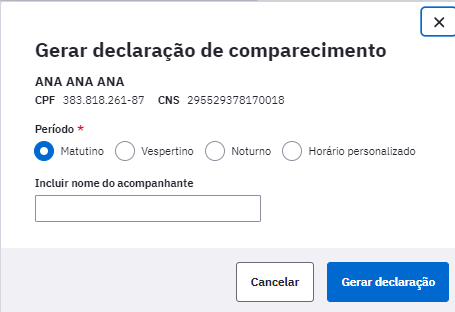 Gerar declaração de comparecimento
ANA ANA ANA
CPF 383.818.261-87 CNS 295529378170018
Período *
Matutino Vespertino Noturno Horário personalizado
Incluir nome do acompanhante
Cancelar Gerar declaração